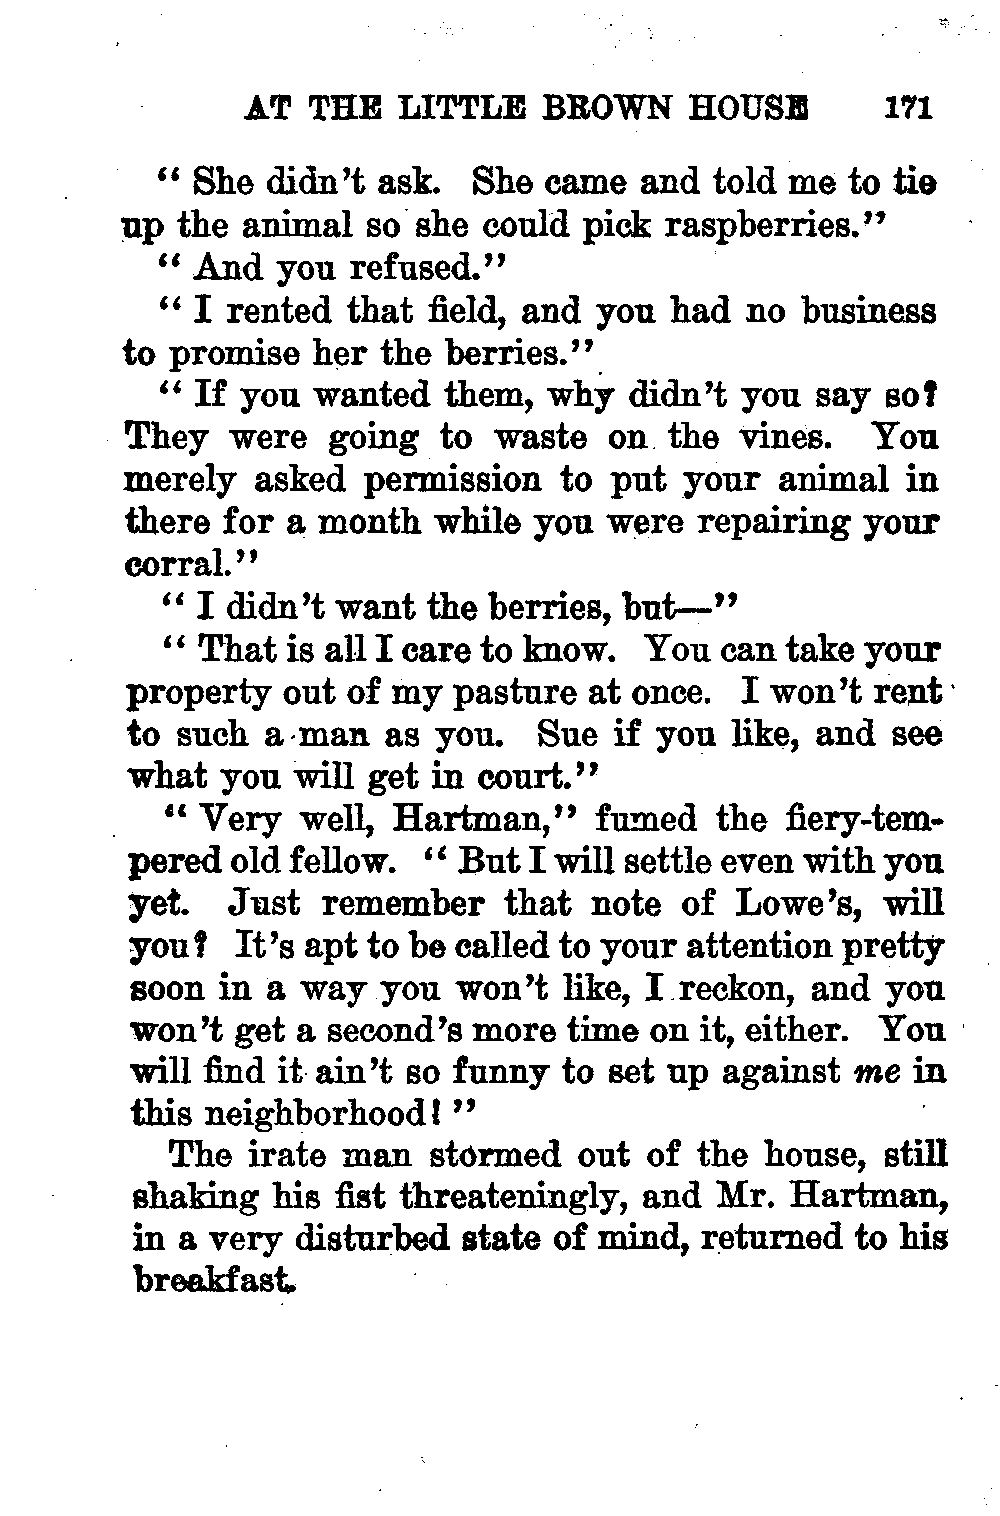 AT THE LITTLE BROWN HOUSE 171
“ She didn’t ask. She came and told me to tie
up the animal so she could pick raspberries.”
“ And you refused.”
“ I rented that field, and you had no business
to promise her the berries.”
“ If you wanted them, why didn’t you say so?
They were going to waste on the vines. You
merely asked permission to put your animal in
there for a month while you were repairing your
corral.”
“ I didn’t want the berries, but—”
“ That is all I care to know. You can take your
property out of my pasture at once. I won’t rent
to such a man as you. Sue if you like, and see
what you will get in court.”
“ Very well, Hartman,” fumed the fiery-tem-
pered old fellow. “ But I will settle even with you
yet. Just remember that note of Lowe’s, will
you? It’s apt to be called to your attention pretty
soon in a way you won’t like, I reckon, and you
won’t get a second’s more time on it, either. You
will find it ain’t so funny to set up against me in
this neighborhood! ”
The irate man stormed out of the house, still
shaking his fist threateningly, and Mr. Hartman,
in a very disturbed state of mind, returned to his
breakfast.